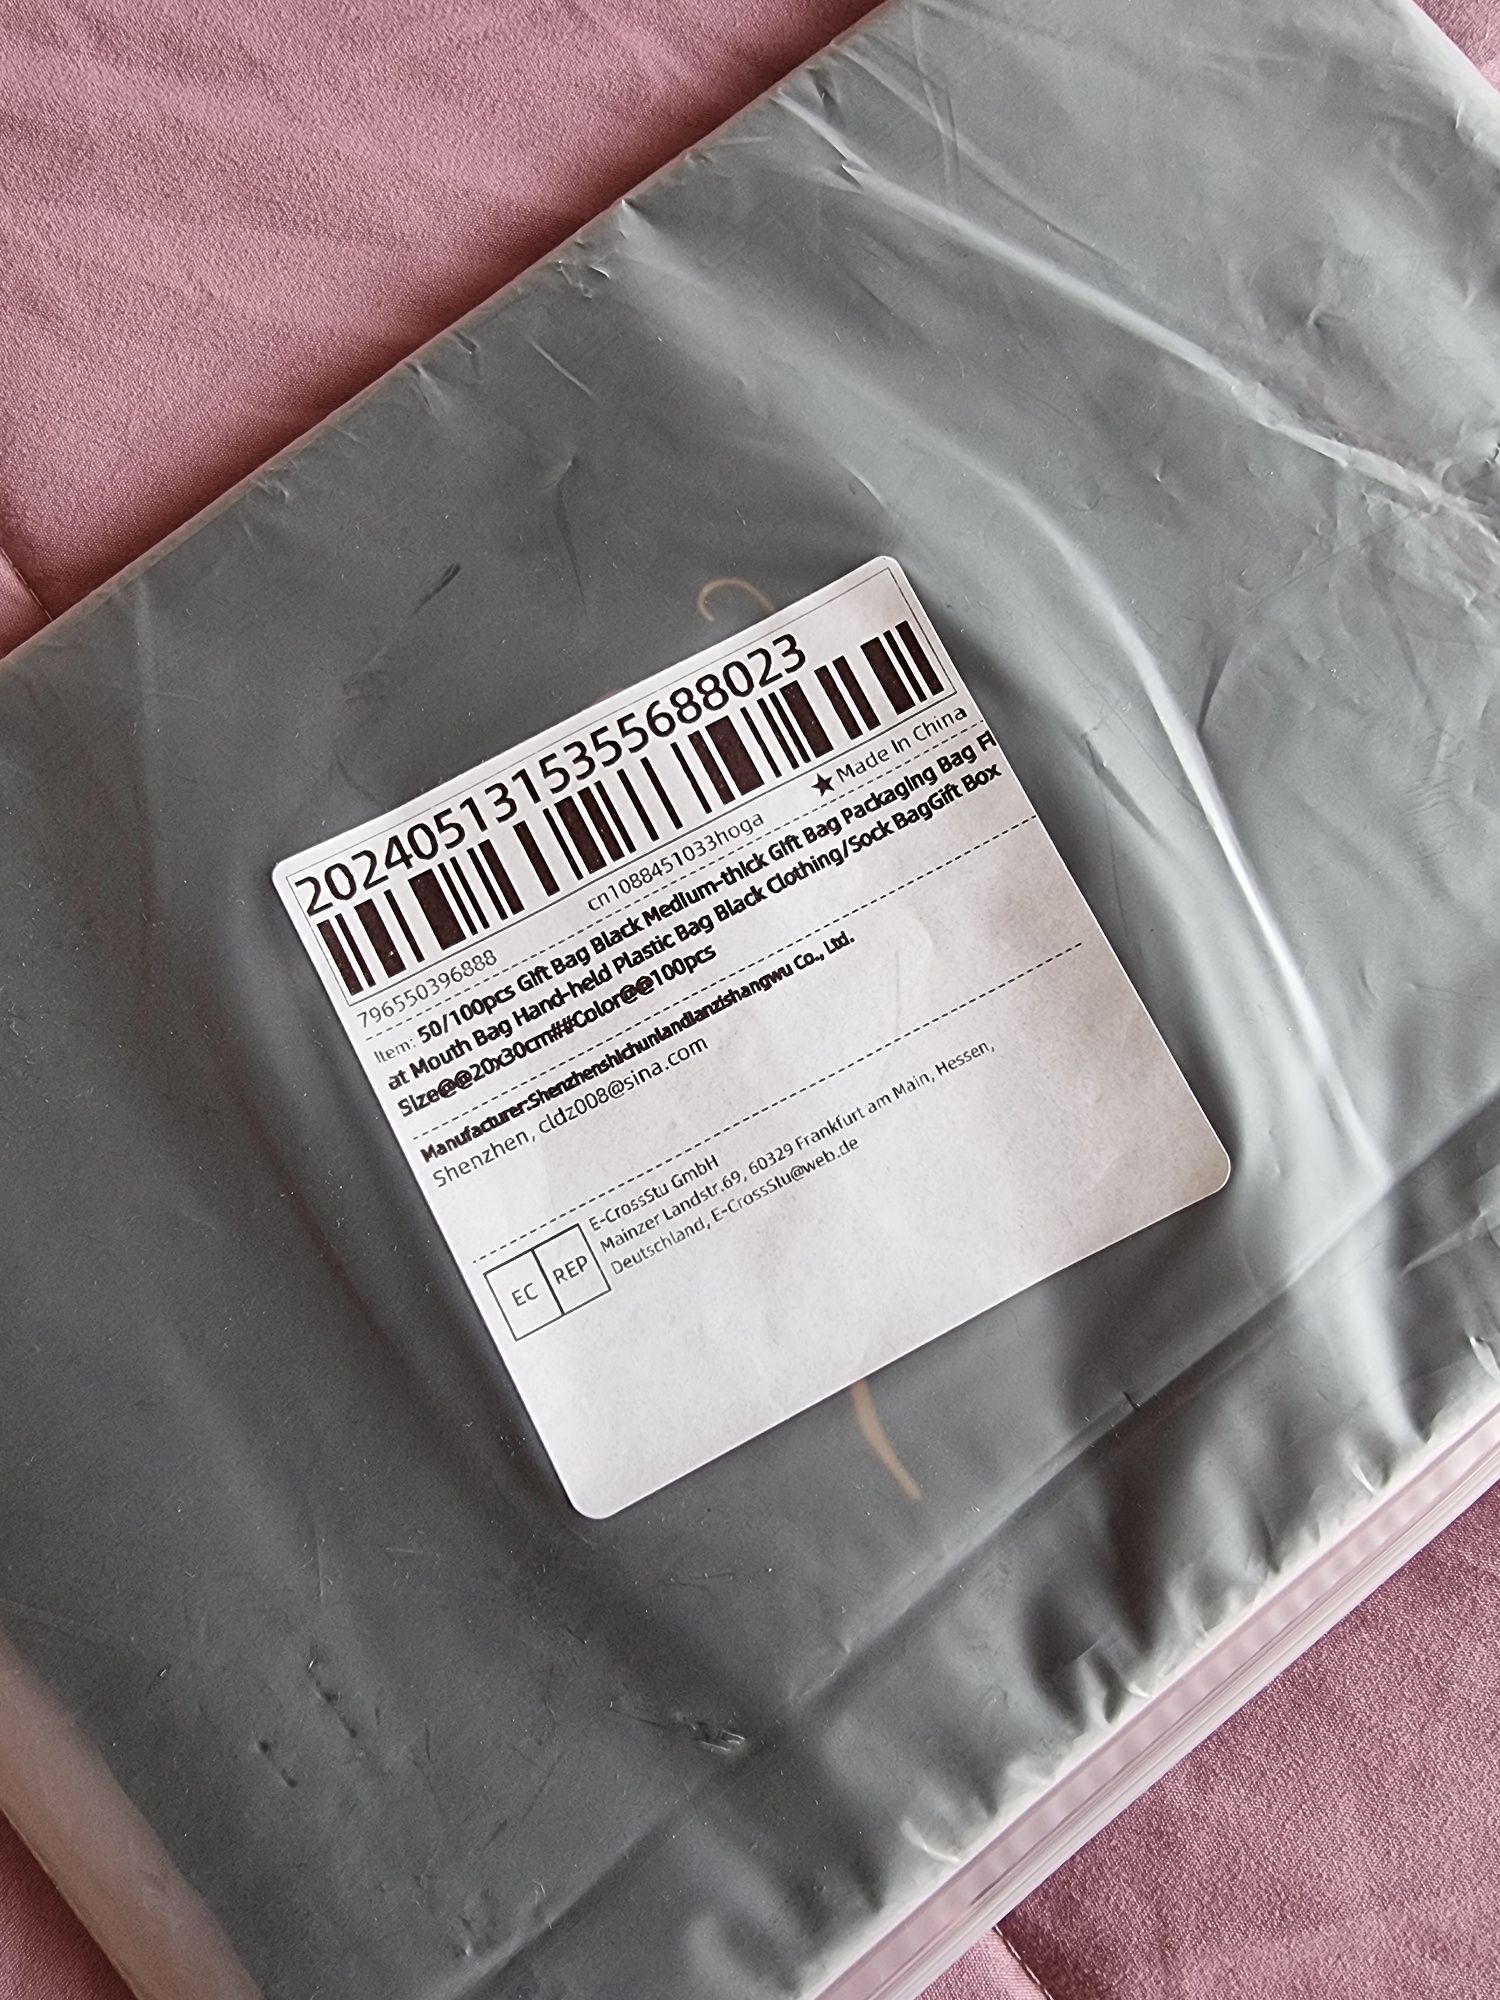 20240513153556880​23
796550396888 cn1088451033hoga ★Made In China
Item: 50/100pcs Gift Bag Black Medium-thick Gift Bag Packaging Bag Fl
at Mouth Bag Hand-held Plastic Bag Black Clothing/Sock BagGift Box
Size@@20x30cm##Color@@100pcs
Manufacturer:Shenzhenshichunlandianzishangwu Co., Ltd.
Shenzhen, cldz008@sina.com
EC REP
E-CrossStu GmbH
Mainzer Landstr.69, 60329 Frankfurt am Main, Hessen,
Deutschland, E-CrossStu@web.de